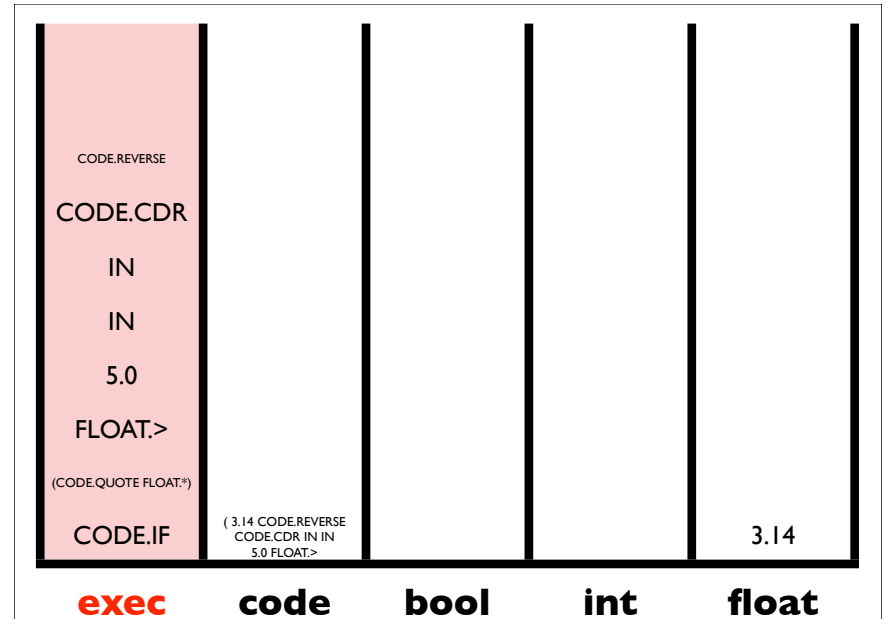 CODE.REVERSE
CODE.CDR
IN
IN
5.0
FLOAT.>
(CODE.QUOTE FLOAT.*)
CODE.IF
( 3.14 CODE.REVERSE
CODE.CDR IN IN
5.0 FLOAT.>
3.14
exec code bool int float